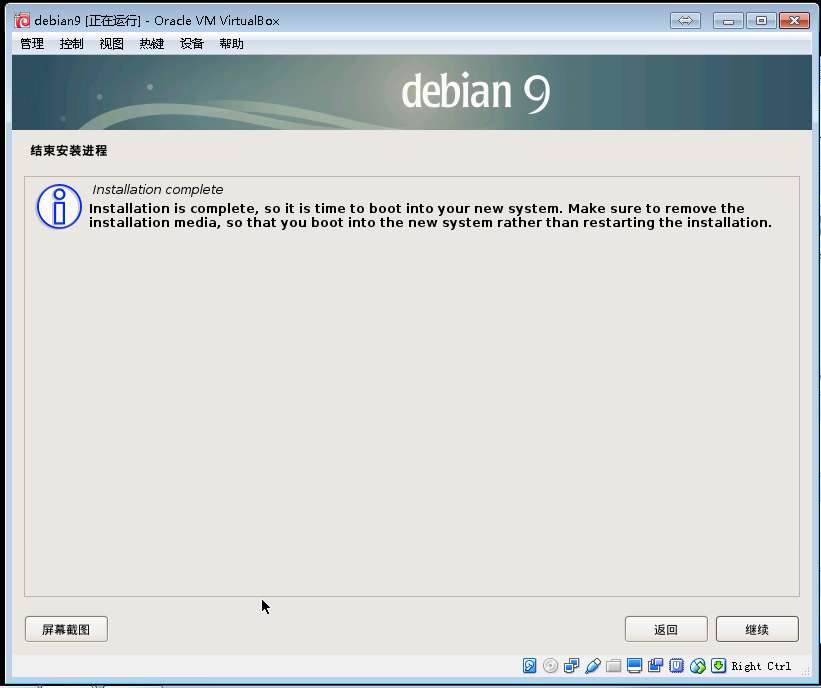 debian9 [正在运行] - Oracle VM VirtualBox
管理 控制 视图 热键 设备 帮助
debian 9
结束安装进程
Installation complete
Installation is complete, so it is time to boot into your new system. Make sure to remove the
installation media, so that you boot into the new system rather than restarting the installation.
屏幕截图 返回 继续
Right Ctrl